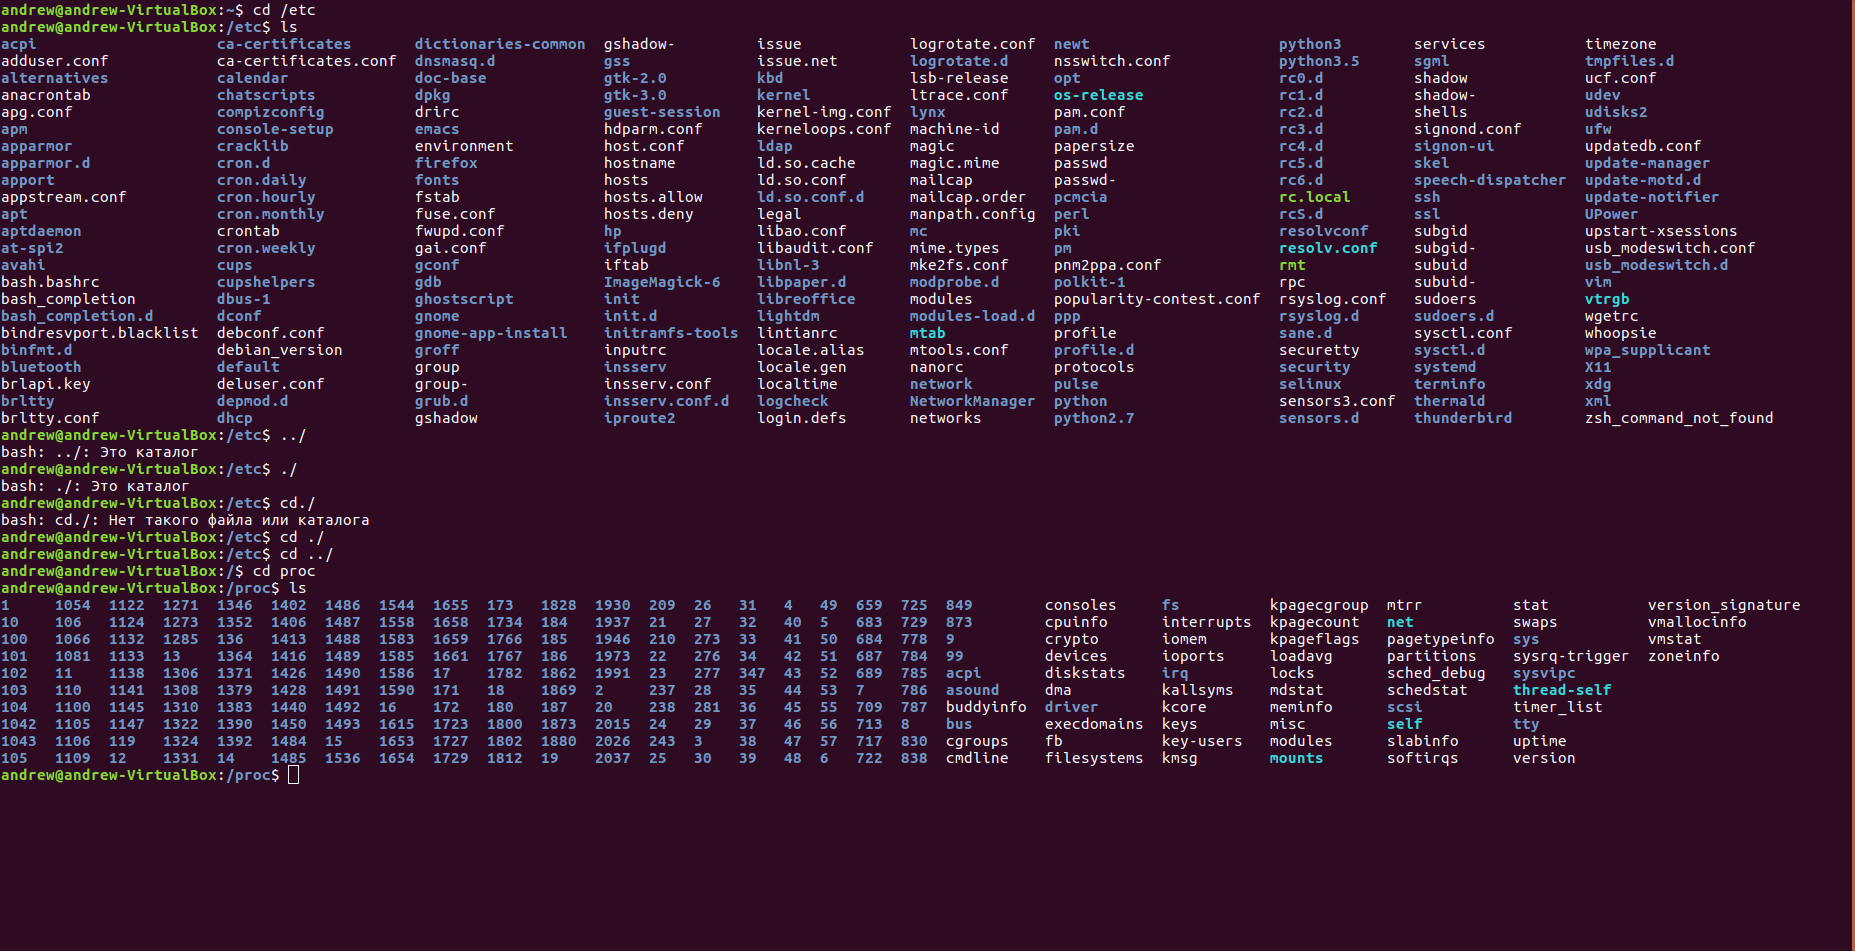 andrew@andrew-VirtualBox:~$ cd /etc
andrew@andrew-VirtualBox:/etc$ ls
acpi ca-certificates dictionaries-common gshadow- issue logrotate.conf newt python3 services timezone
adduser.conf ca-certificates.conf dnsmasq.d gss issue.net logrotate.d nsswitch.conf python3.5 sgml tmpfiles.d
alternatives calendar doc-base gtk-2.0 kbd lsb-release opt rc0.d shadow ucf.conf
anacrontab chatscripts dpkg gtk-3.0 kernel ltrace.conf os-release rc1.d shadow- udev
apg.conf compizconfig drirc guest-session kernel-img.conf lynx pam.conf rc2.d shells udisks2
apm console-setup emacs hdparm.conf kerneloops.conf machine-id pam.d rc3.d signond.conf ufw
apparmor cracklib environment host.conf ldap magic papersize rc4.d signon-ui updatedb.conf
apparmor.d cron.d firefox hostname ld.so.cache magic.mime passwd rc5.d skel update-manager
apport cron.daily fonts hosts ld.so.conf mailcap passwd- rc6.d speech-dispatcher update-motd.d
appstream.conf cron.hourly fstab hosts.allow ld.so.conf.d mailcap.order pcmcia rc.local ssh update-notifier
apt cron.monthly fuse.conf hosts.deny legal manpath.config perl rcS.d ssl UPower
aptdaemon crontab fwupd.conf hp libao.conf mc pki resolvconf subgid upstart-xsessions
at-spi2 cron.weekly gai.conf ifplugd libaudit.conf mime.types pm resolv.conf subgid- usb_modeswitch.conf
avahi cups gconf iftab libnl-3 mke2fs.conf pnm2ppa.conf rmt subuid usb_modeswitch.d
bash.bashrc cupshelpers gdb ImageMagick-6 libpaper.d modprobe.d polkit-1 rpc subuid- vim
bash_completion dbus-1 ghostscript init libreoffice modules popularity-contest.conf rsyslog.conf sudoers vtrgb
bash_completion.d dconf gnome init.d lightdm modules-load.d ppp rsyslog.d sudoers.d wgetrc
bindresvport.blacklist debconf.conf gnome-app-install initramfs-tools lintianrc mtab profile sane.d sysctl.conf whoopsie
binfmt.d debian_version groff inputrc locale.alias mtools.conf profile.d securetty sysctl.d wpa_supplicant
bluetooth default group insserv locale.gen nanorc protocols security systemd X11
brlapi.key deluser.conf group- insserv.conf localtime network pulse selinux terminfo xdg
brltty depmod.d grub.d insserv.conf.d logcheck NetworkManager python sensors3.conf thermald xml
brltty.conf dhcp gshadow iproute2 login.defs networks python2.7 sensors.d thunderbird zsh_command_not_found
andrew@andrew-VirtualBox:/etc$ ../
bash: ../: Это каталог
andrew@andrew-VirtualBox:/etc$ ./
bash: ./: Это каталог
andrew@andrew-VirtualBox:/etc$ cd./
bash: cd./: Нет такого файла или каталога
andrew@andrew-VirtualBox:/etc$ cd ./
andrew@andrew-VirtualBox:/etc$ cd ../
andrew@andrew-VirtualBox:/$ cd proc
andrew@andrew-VirtualBox:/proc$ ls
1 1054 1122 1271 1346 1402 1486 1544 1655 173 1828 1930 209 26 31 4 49 659 725 849 consoles fs kpagecgroup mtrr stat version_signature
10 106 1124 1273 1352 1406 1487 1558 1658 1734 184 1937 21 27 32 40 5 683 729 873 cpuinfo interrupts kpagecount net swaps vmallocinfo
100 1066 1132 1285 136 1413 1488 1583 1659 1766 185 1946 210 273 33 41 50 684 778 9 crypto iomem kpageflags pagetypeinfo sys vmstat
101 1081 1133 13 1364 1416 1489 1585 1661 1767 186 1973 22 276 34 42 51 687 784 99 devices ioports loadavg partitions sysrq-trigger zoneinfo
102 11 1138 1306 1371 1426 1490 1586 17 1782 1862 1991 23 277 347 43 52 689 785 acpi diskstats irq locks sched_debug sysvipc
103 110 1141 1308 1379 1428 1491 1590 171 18 1869 2 237 28 35 44 53 7 786 asound dma kallsyms mdstat schedstat thread-self
104 1100 1145 1310 1383 1440 1492 16 172 180 187 20 238 281 36 45 55 709 787 buddyinfo driver kcore meminfo scsi timer_list
1042 1105 1147 1322 1390 1450 1493 1615 1723 1800 1873 2015 24 29 37 46 56 713 8 bus execdomains keys misc self tty
1043 1106 119 1324 1392 1484 15 1653 1727 1802 1880 2026 243 3 38 47 57 717 830 cgroups fb key-users modules slabinfo uptime
105 1109 12 1331 14 1485 1536 1654 1729 1812 19 2037 25 30 39 48 6 722 838 cmdline filesystems kmsg mounts softirqs version
andrew@andrew-VirtualBox:/proc$